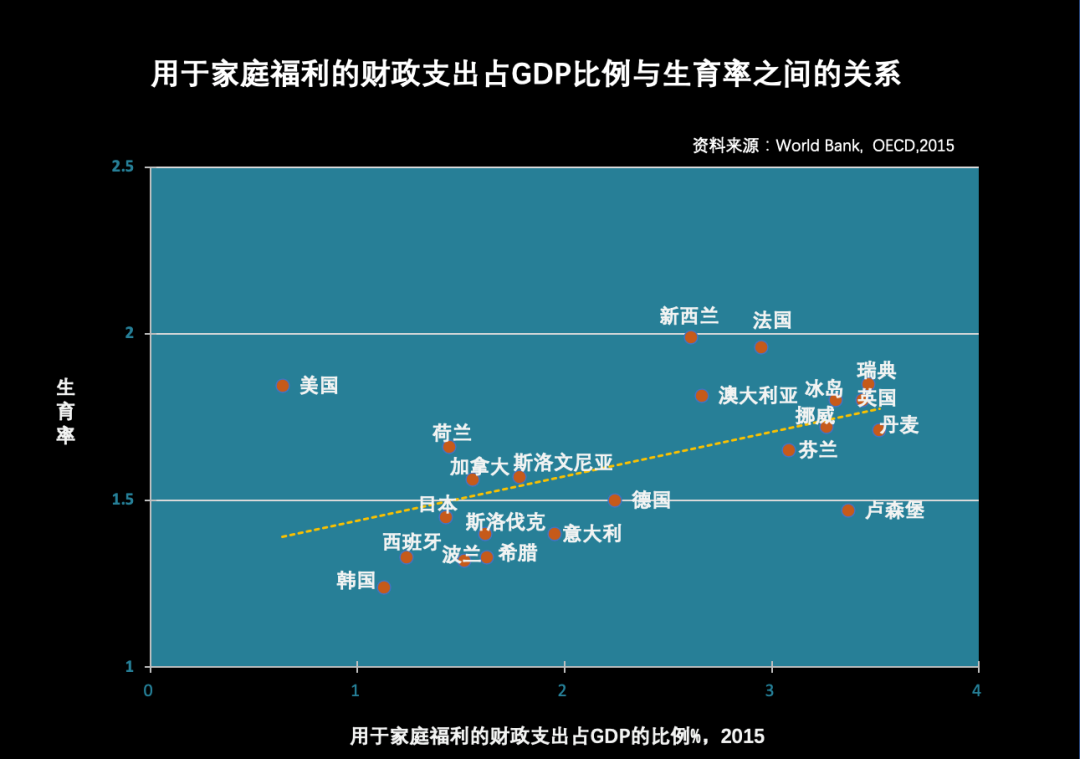 用于家庭福利的财政支出占GDP比例与生育率之间的关系
资料来源：World Bank, OECD,2015
2.5
2
1.5
1
生
育
率
新西兰
法国
美国
瑞典
澳大利亚
冰岛
英国
挪威
丹麦
荷兰
芬兰
加拿大
斯洛文尼亚
日本
德国
卢森堡
斯洛伐克
意大利
西班牙
波兰
希腊
韩国
0
1
2
3
4
用于家庭福利的财政支出占GDP的比例%，2015